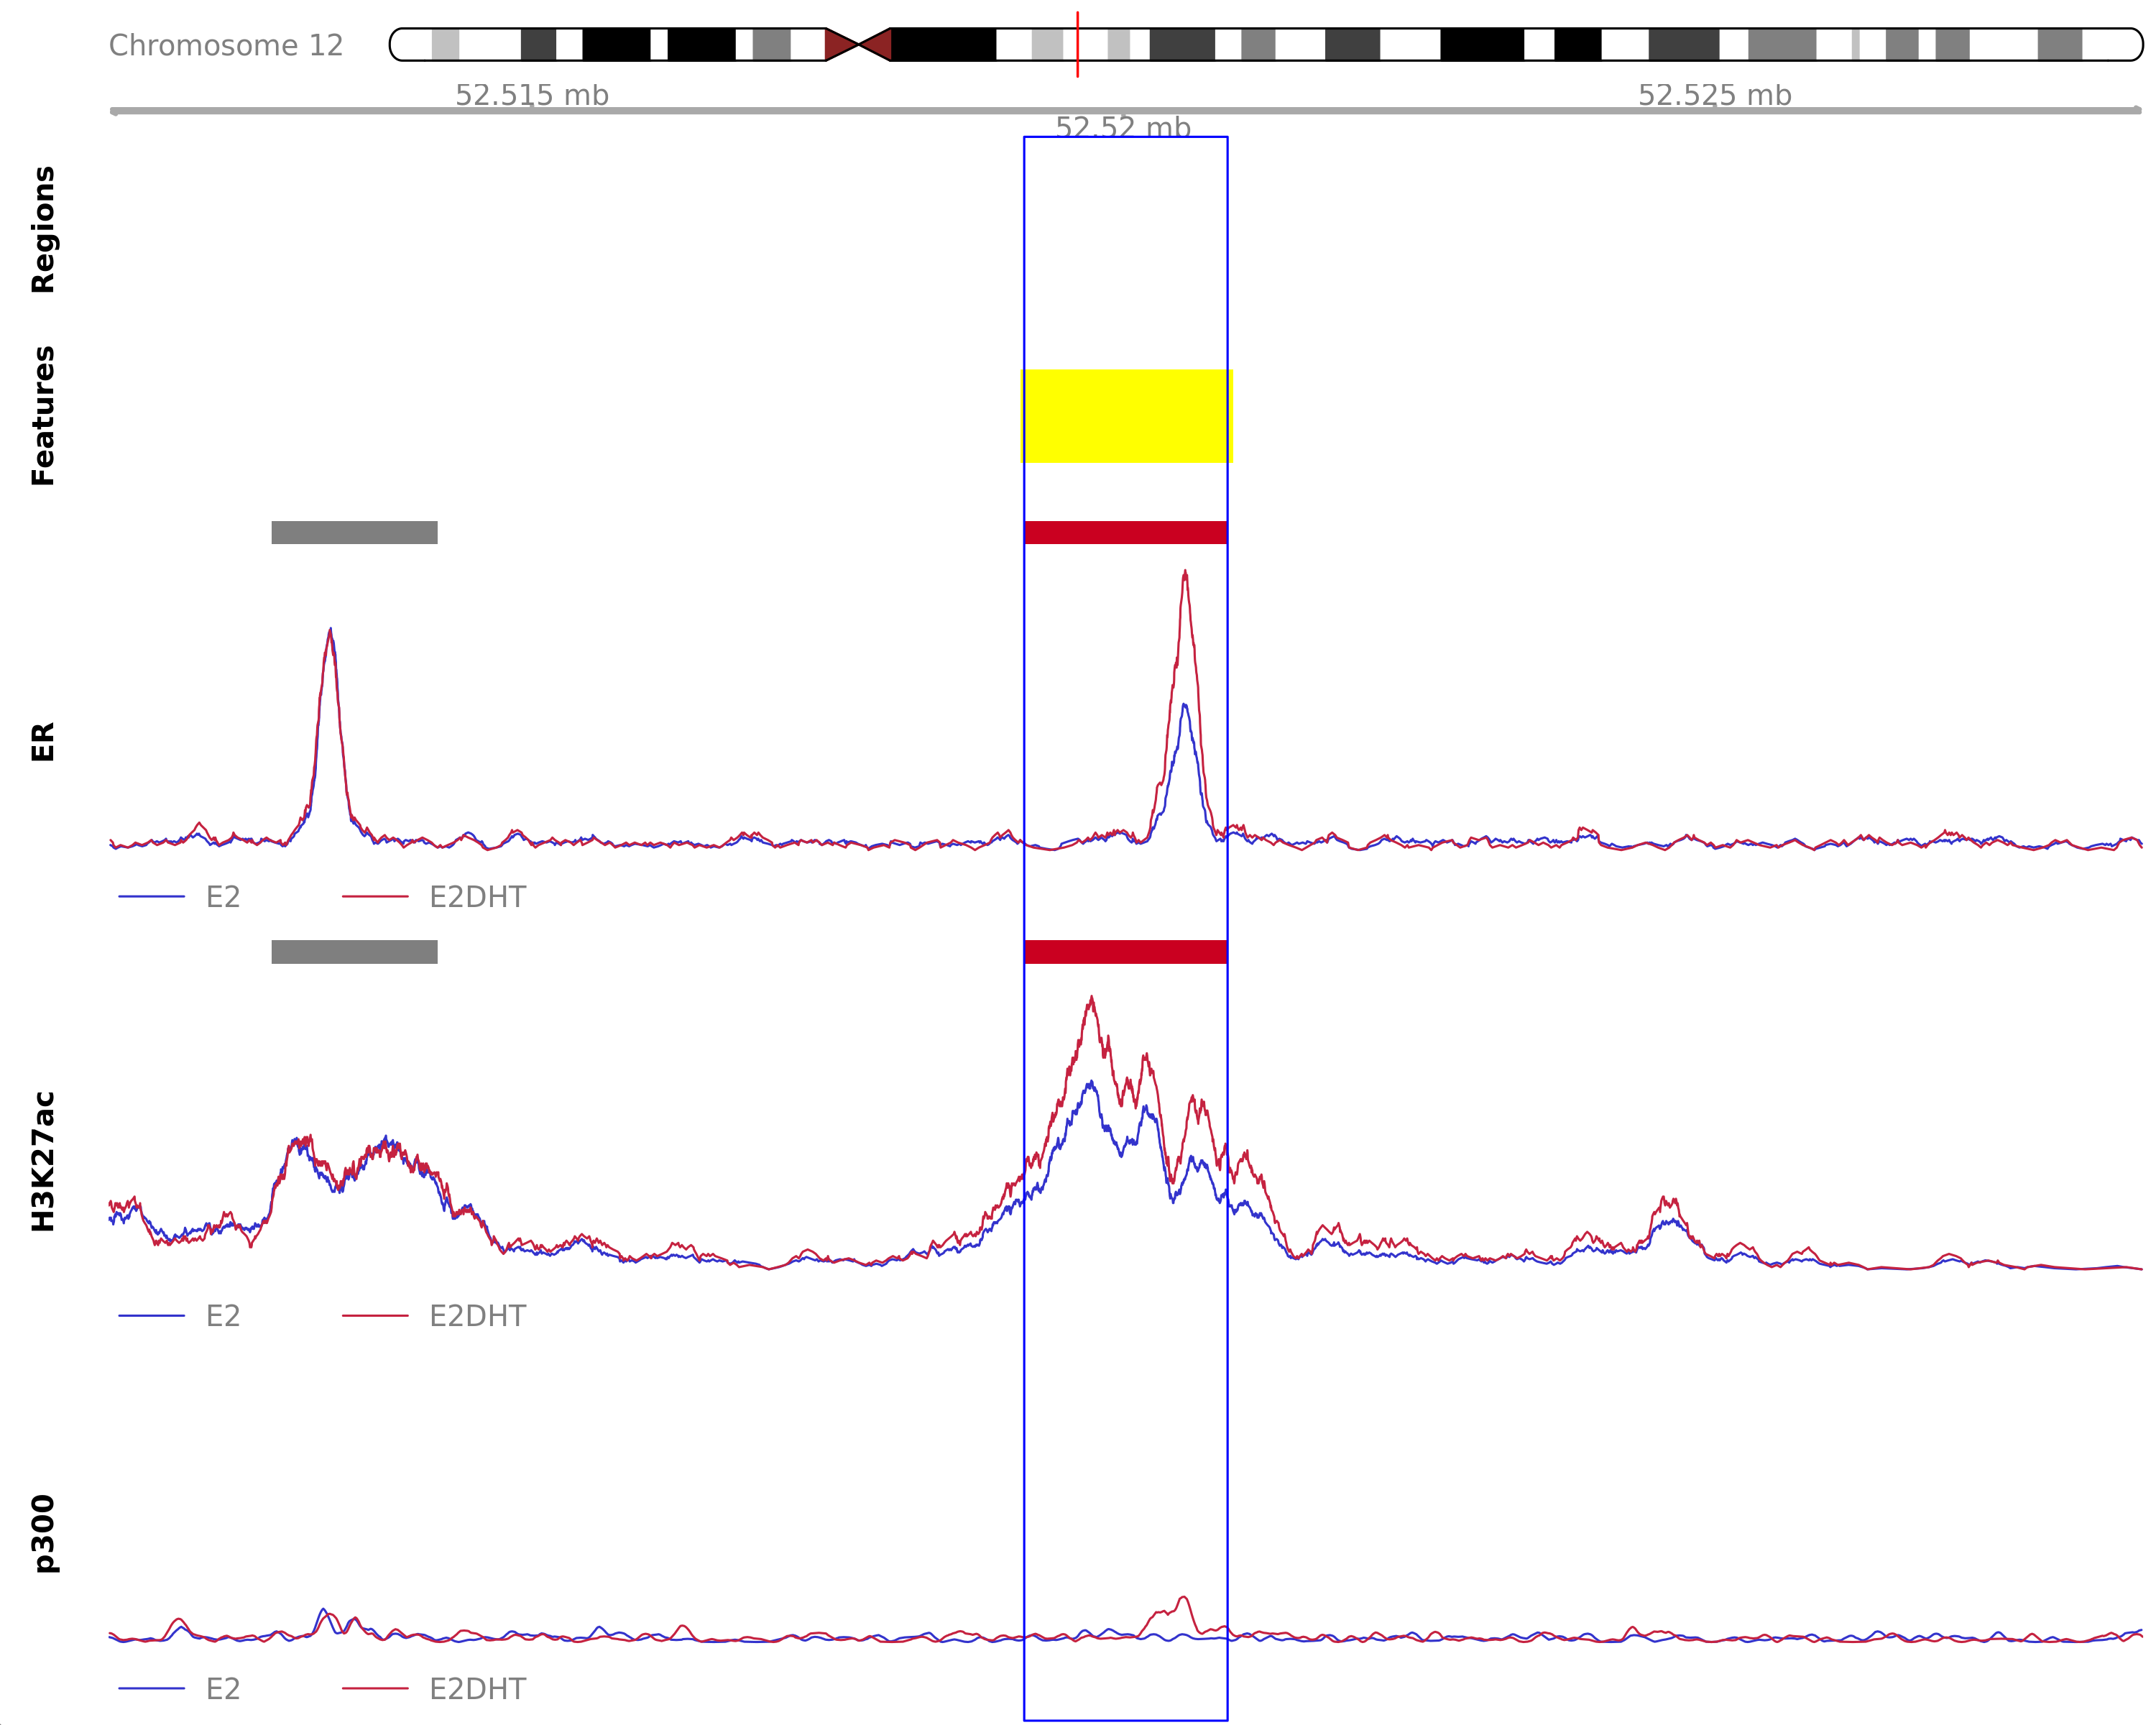 Chromosome 12
52.515 mb
52.525 mb
52.52 mb
Regions
Features
ER
E2
E2DHT
H3K27ac
E2
E2DHT
p300
E2
E2DHT